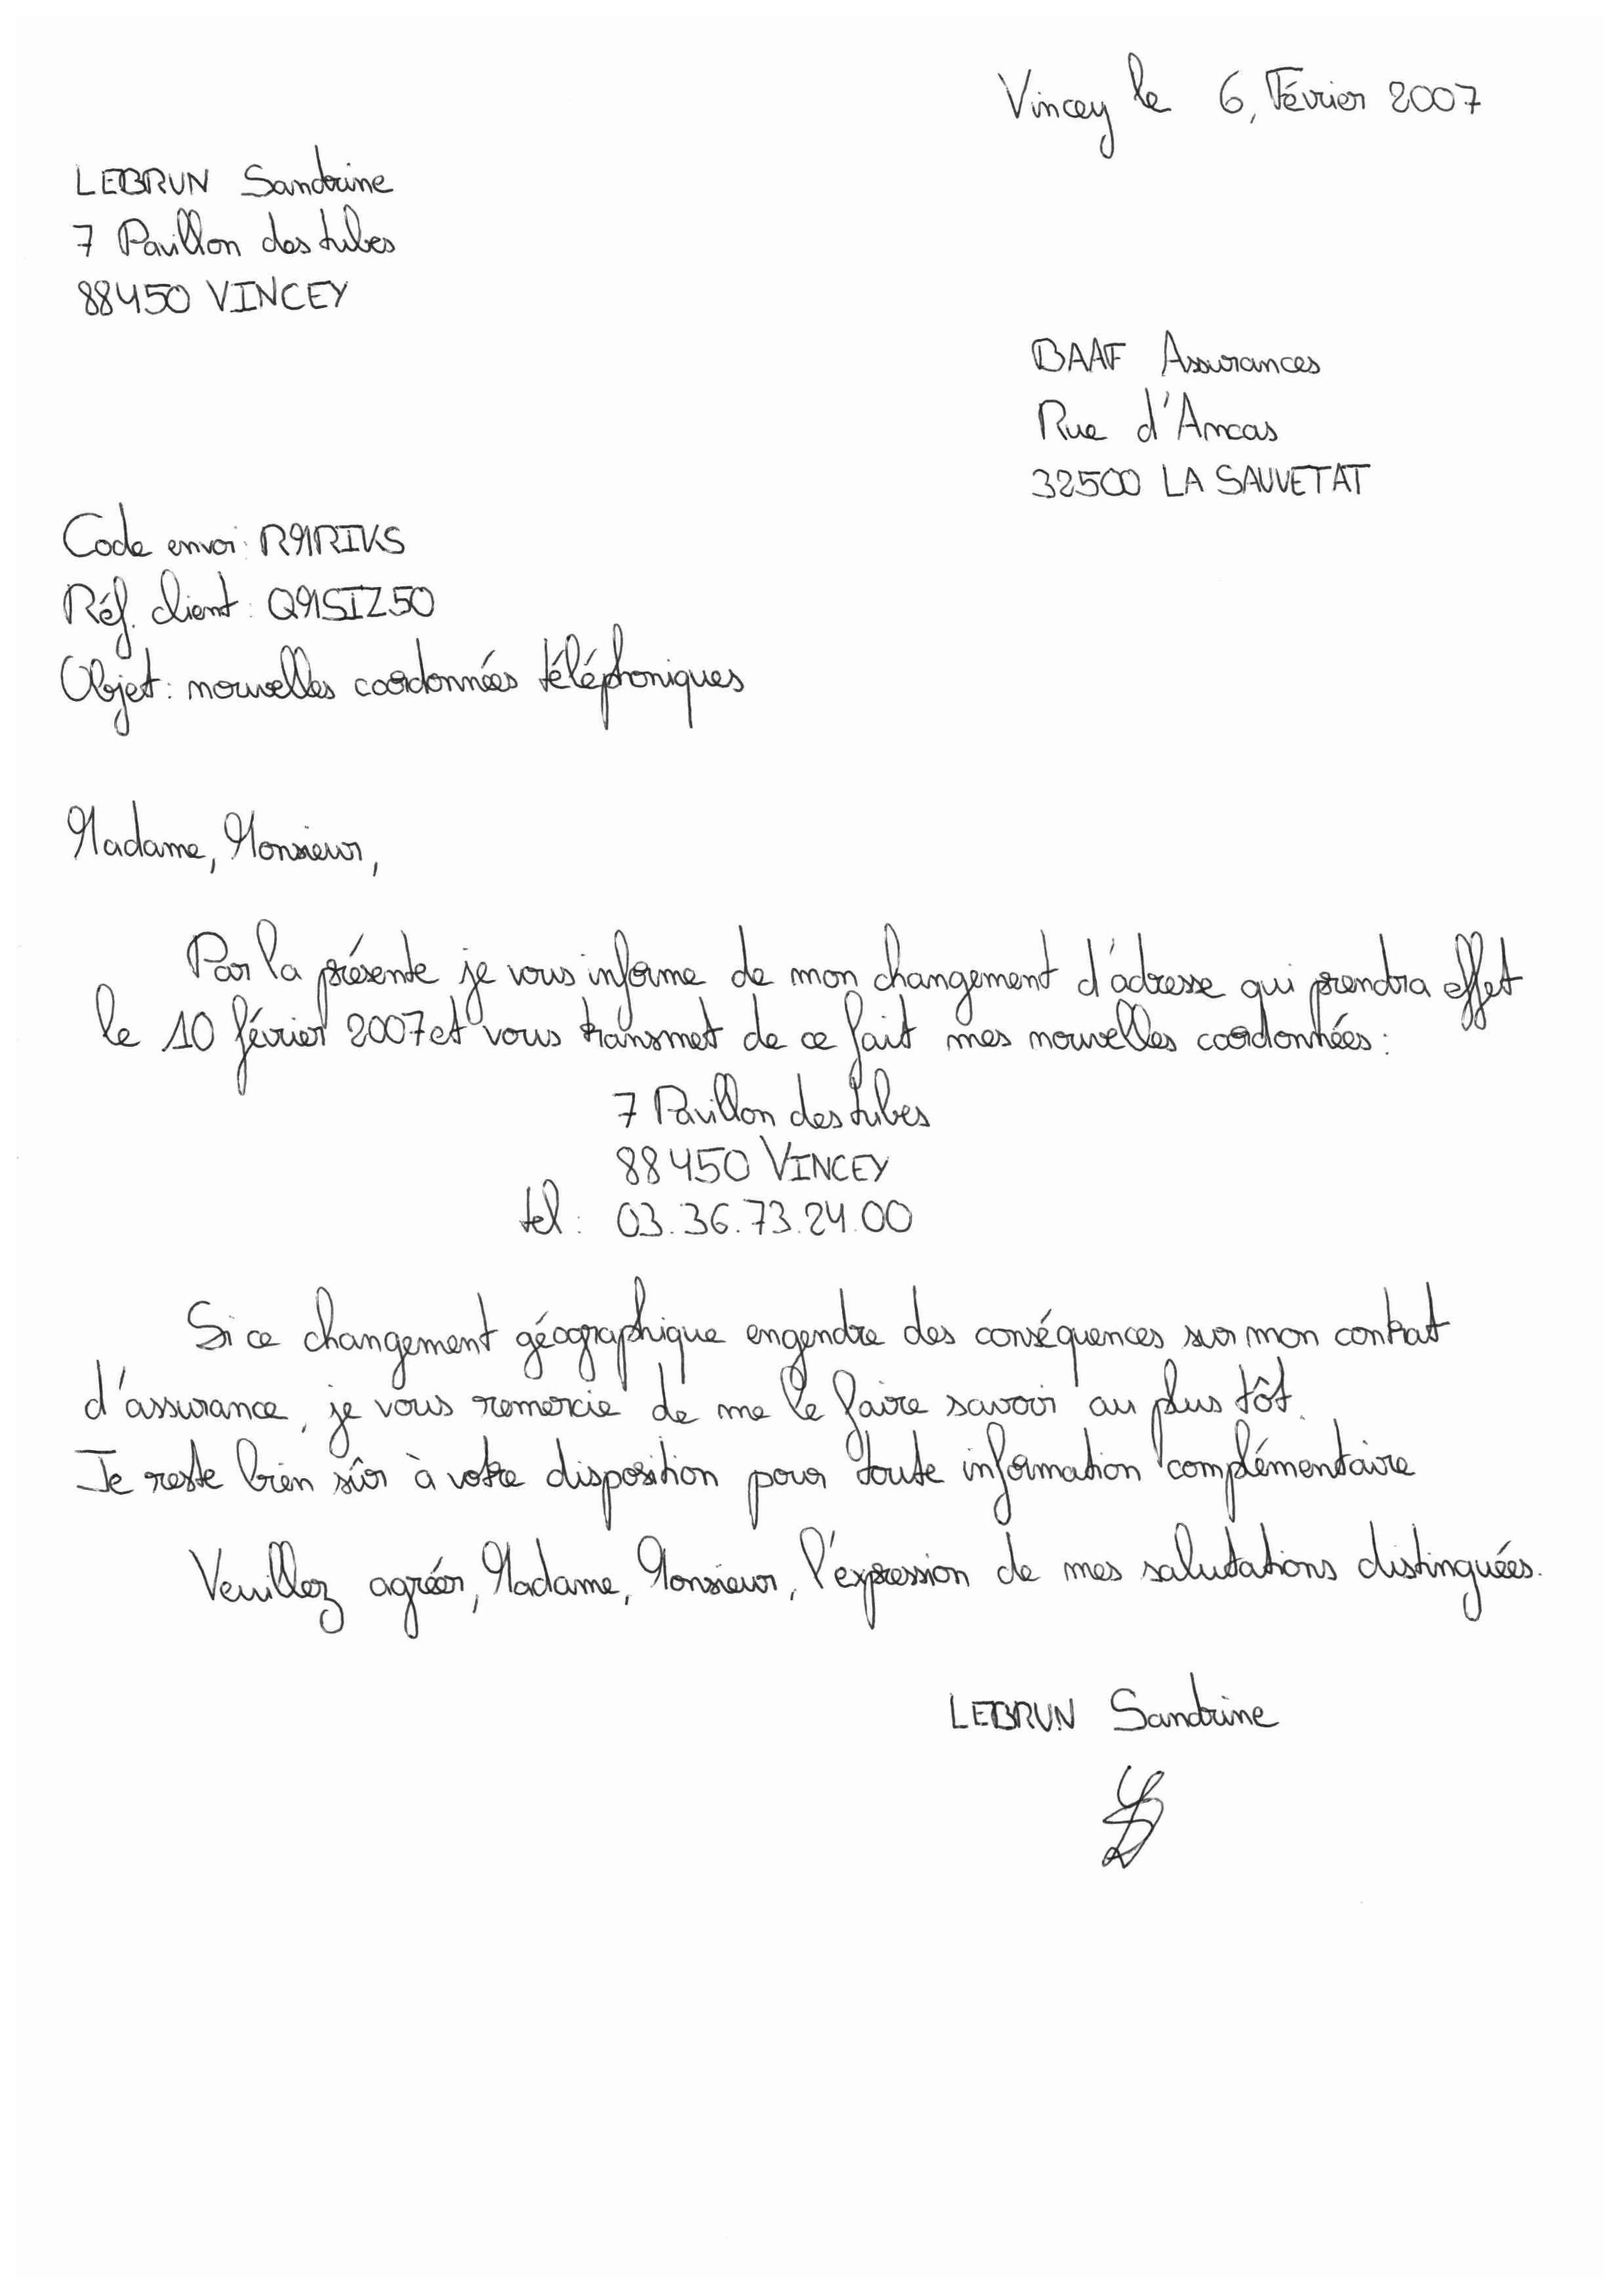 Vincey le 6, Février 2007
LEBRUN Sandrine
7 Pavillon des tubes
88450 VINCEY
BAAF Assurances
Rue d'Ancas
32500 LA SAUVETAT
Code envoi : R91RIKS
Réf. client : Q91SIZ50
Objet : nouvelles coordonnées téléphoniques
Madame, Monsieur,
Par la présente je vous informe de mon changement d'adresse qui prendra effet
le 10 février 2007 et vous transmet de ce fait mes nouvelles coordonnées :
7 Pavillon des tubes
88450 VINCEY
tel : 03.36.73.24.00
Si ce changement géographique engendre des conséquences sur mon contrat
d'assurance, je vous remercie de me le faire savoir au plus tôt.
Je reste bien sûr à votre disposition pour toute information complémentaire
Veuillez agréer, Madame, Monsieur, l'expression de mes salutations distinguées.
LEBRUN Sandrine